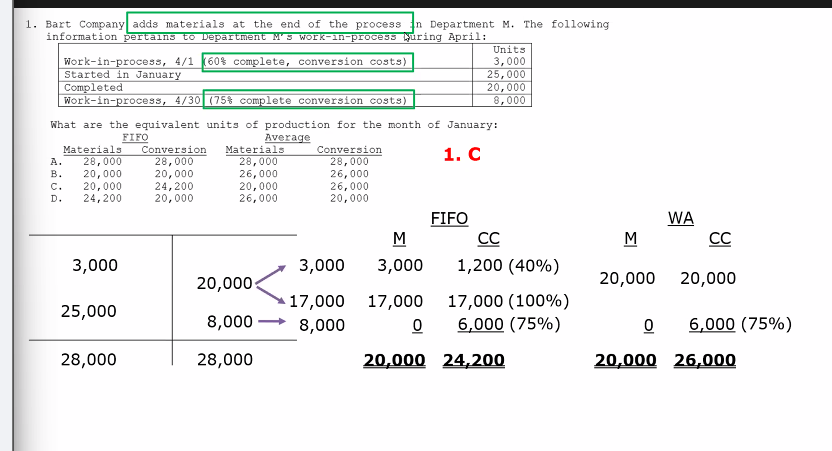 1. Bart Company adds materials at the end of the process in Department M. The following
information pertains to Department M's work-in-process during April:
Units
Work-in-process, 4/1 (60% complete, conversion costs) 3,000
Started in January 25,000
Completed 20,000
Work-in-process, 4/30 (75% complete conversion costs) 8,000
What are the equivalent units of production for the month of January:
FIFO Average
Materials Conversion Materials Conversion
A. 28,000 28,000 28,000 28,000
B. 20,000 20,000 26,000 26,000
C. 20,000 24,200 20,000 26,000
D. 24,200 20,000 26,000 20,000
1. C
FIFO WA
M CC M CC
3,000 3,000 3,000 1,200 (40%)
20,000 20,000 20,000
25,000 17,000 17,000 17,000 (100%)
8,000 8,000 0 6,000 (75%) 0 6,000 (75%)
28,000 28,000 20,000 24,200 20,000 26,000